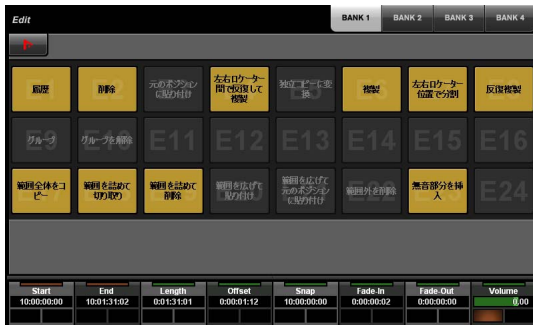 Edit
BANK 1
BANK 2
BANK 3
BANK 4
履歴
削除
元のポジション
に貼り付け
左右ロケーター
間で反復して
複製
独立コピーに変
換
複製
左右ロケーター
位置で分割
反復複製
グループ
グループを解除
E11
E12
E13
E14
E15
E16
範囲全体をコ
ピー
範囲を詰めて
切り取り
範囲を詰めて
削除
範囲を広げて
貼り付け
範囲を広げて
元のポジション
に貼り付け
範囲外を削除
無音部分を挿
入
E24
Start
End
Length
Offset
Snap
Fade-In
Fade-Out
Volume
10:00:00:00
10:01:31:02
0:01:31:01
0:00:01:12
10:00:00:00
0:00:00:02
0:00:00:00
0.00